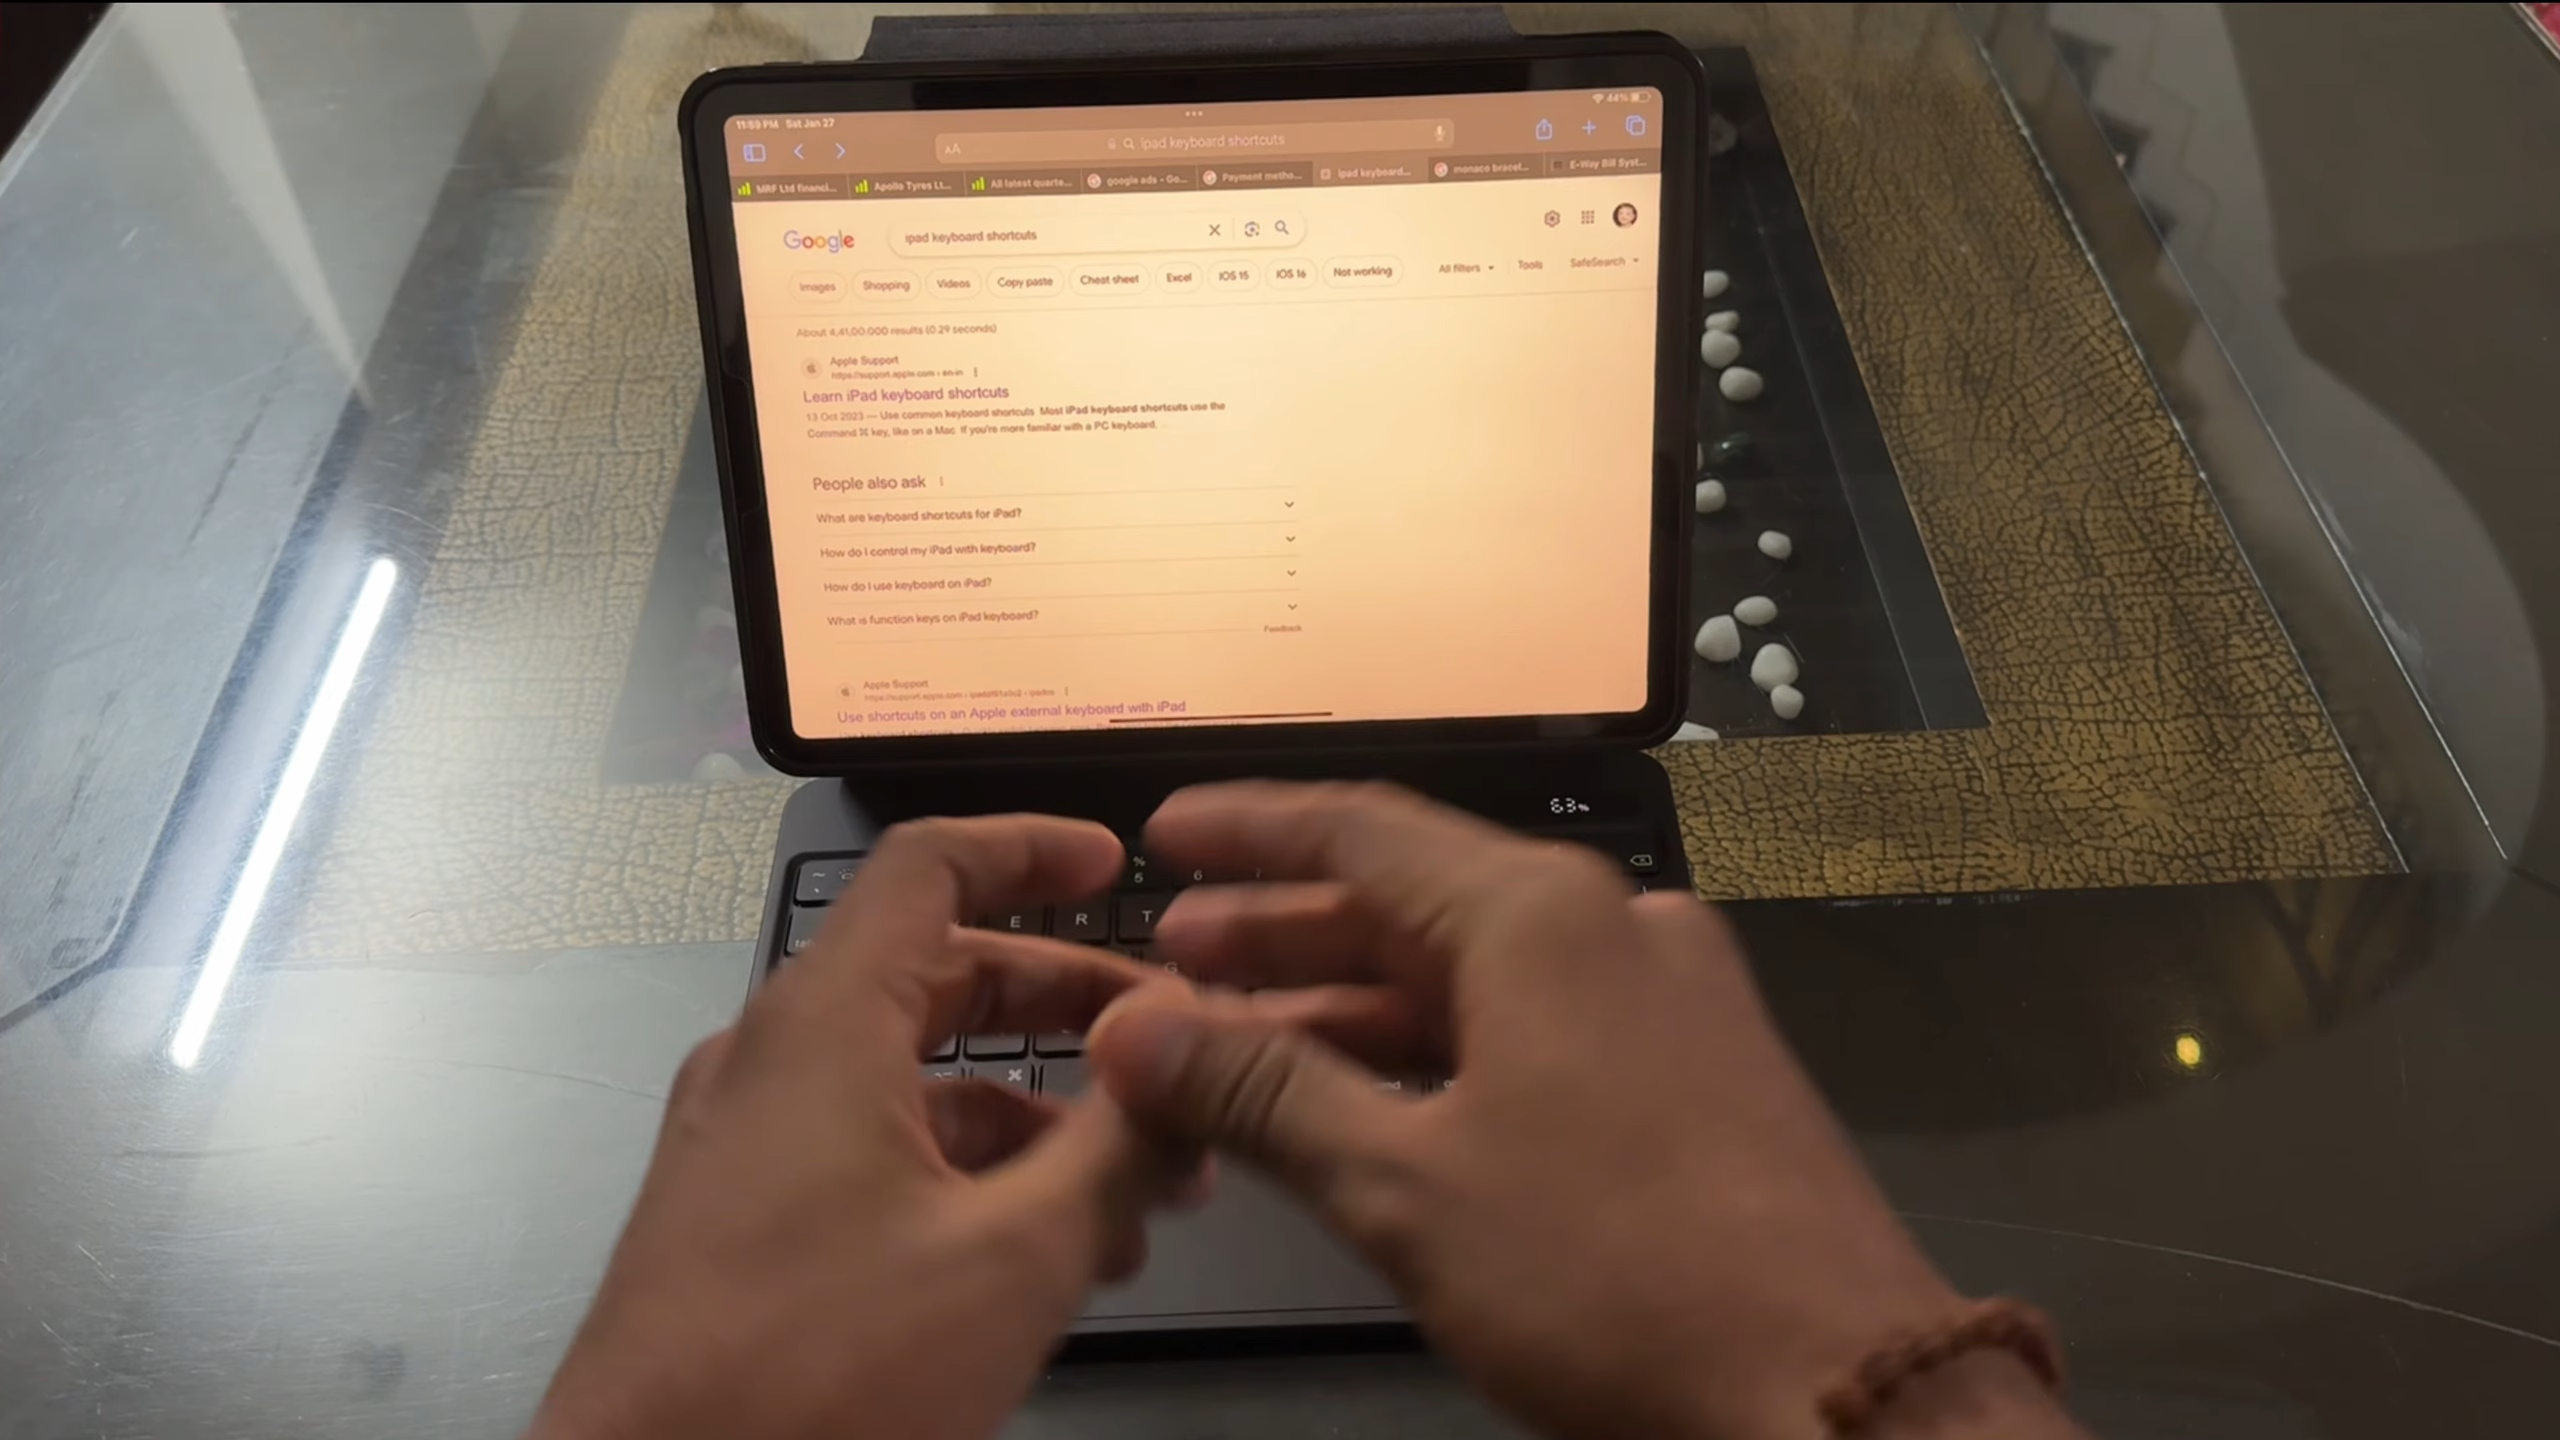 11:59 PM Sat Jan 27
44%
AA ipad keyboard shortcuts
MRF Ltd financi... Apollo Tyres Lt... All latest quarte... google ads - Go... Payment metho... ipad keyboard... monaco bracel... E-Way Bill Syst...
Google ipad keyboard shortcuts
Images Shopping Videos Copy paste Cheat sheet Excel IOS 15 IOS 16 Not working All filters Tools SafeSearch
About 4,41,00,000 results (0.29 seconds)
Apple Support
https://support.apple.com › en-in
Learn iPad keyboard shortcuts
13 Oct 2023 — Use common keyboard shortcuts Most iPad keyboard shortcuts use the
Command ⌘ key, like on a Mac If you're more familiar with a PC keyboard.
People also ask
What are keyboard shortcuts for iPad?
How do I control my iPad with keyboard?
How do I use keyboard on iPad?
What is function keys on iPad keyboard?
Feedback
Apple Support
Use shortcuts on an Apple external keyboard with iPad
63%
~ % 5 6
E R T
G
⌘